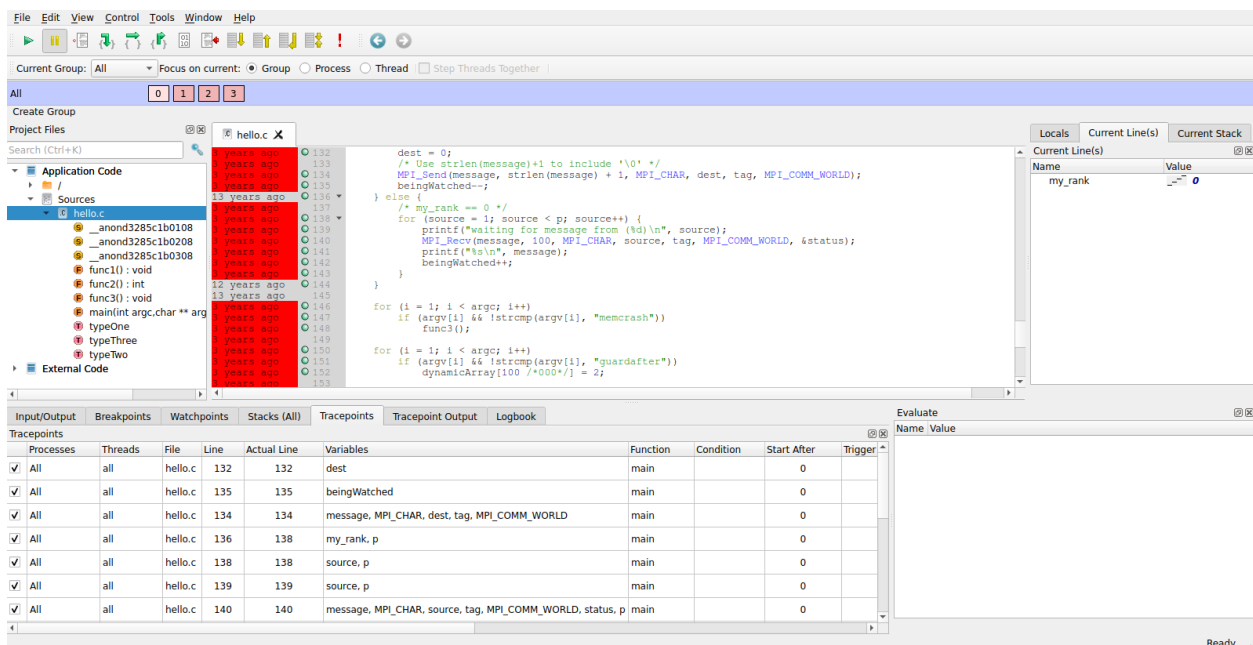 File Edit View Control Tools Window Help
Current Group: All Focus on current: Group Process Thread Step Threads Together
All 0 1 2 3
Create Group
Project Files
Search (Ctrl+K)
Application Code
/
Sources
hello.c
__anond3285c1b0108
__anond3285c1b0208
__anond3285c1b0308
func1() : void
func2() : int
func3() : void
main(int argc,char ** arg
typeOne
typeThree
typeTwo
External Code
hello.c
3 years ago 132 dest = 0;
3 years ago 133 /* Use strlen(message)+1 to include '\0' */
3 years ago 134 MPI_Send(message, strlen(message) + 1, MPI_CHAR, dest, tag, MPI_COMM_WORLD);
3 years ago 135 beingWatched--;
13 years ago 136 } else {
3 years ago 137 /* my_rank == 0 */
3 years ago 138 for (source = 1; source < p; source++) {
3 years ago 139 printf("waiting for message from (%d)\n", source);
3 years ago 140 MPI_Recv(message, 100, MPI_CHAR, source, tag, MPI_COMM_WORLD, &status);
3 years ago 141 printf("%s\n", message);
3 years ago 142 beingWatched++;
3 years ago 143 }
12 years ago 144 }
13 years ago 145
3 years ago 146 for (i = 1; i < argc; i++)
3 years ago 147 if (argv[i] && !strcmp(argv[i], "memcrash"))
3 years ago 148 func3();
3 years ago 149
3 years ago 150 for (i = 1; i < argc; i++)
3 years ago 151 if (argv[i] && !strcmp(argv[i], "guardafter"))
3 years ago 152 dynamicArray[100 /*000*/] = 2;
3 years ago 153
Locals Current Line(s) Current Stack
Current Line(s)
Name Value
my_rank 0
Input/Output Breakpoints Watchpoints Stacks (All) Tracepoints Tracepoint Output Logbook
Tracepoints
Processes Threads File Line Actual Line Variables Function Condition Start After Trigger
All all hello.c 132 132 dest main 0
All all hello.c 135 135 beingWatched main 0
All all hello.c 134 134 message, MPI_CHAR, dest, tag, MPI_COMM_WORLD main 0
All all hello.c 136 138 my_rank, p main 0
All all hello.c 138 138 source, p main 0
All all hello.c 139 139 source, p main 0
All all hello.c 140 140 message, MPI_CHAR, source, tag, MPI_COMM_WORLD, status, p main 0
Evaluate
Name Value
Ready